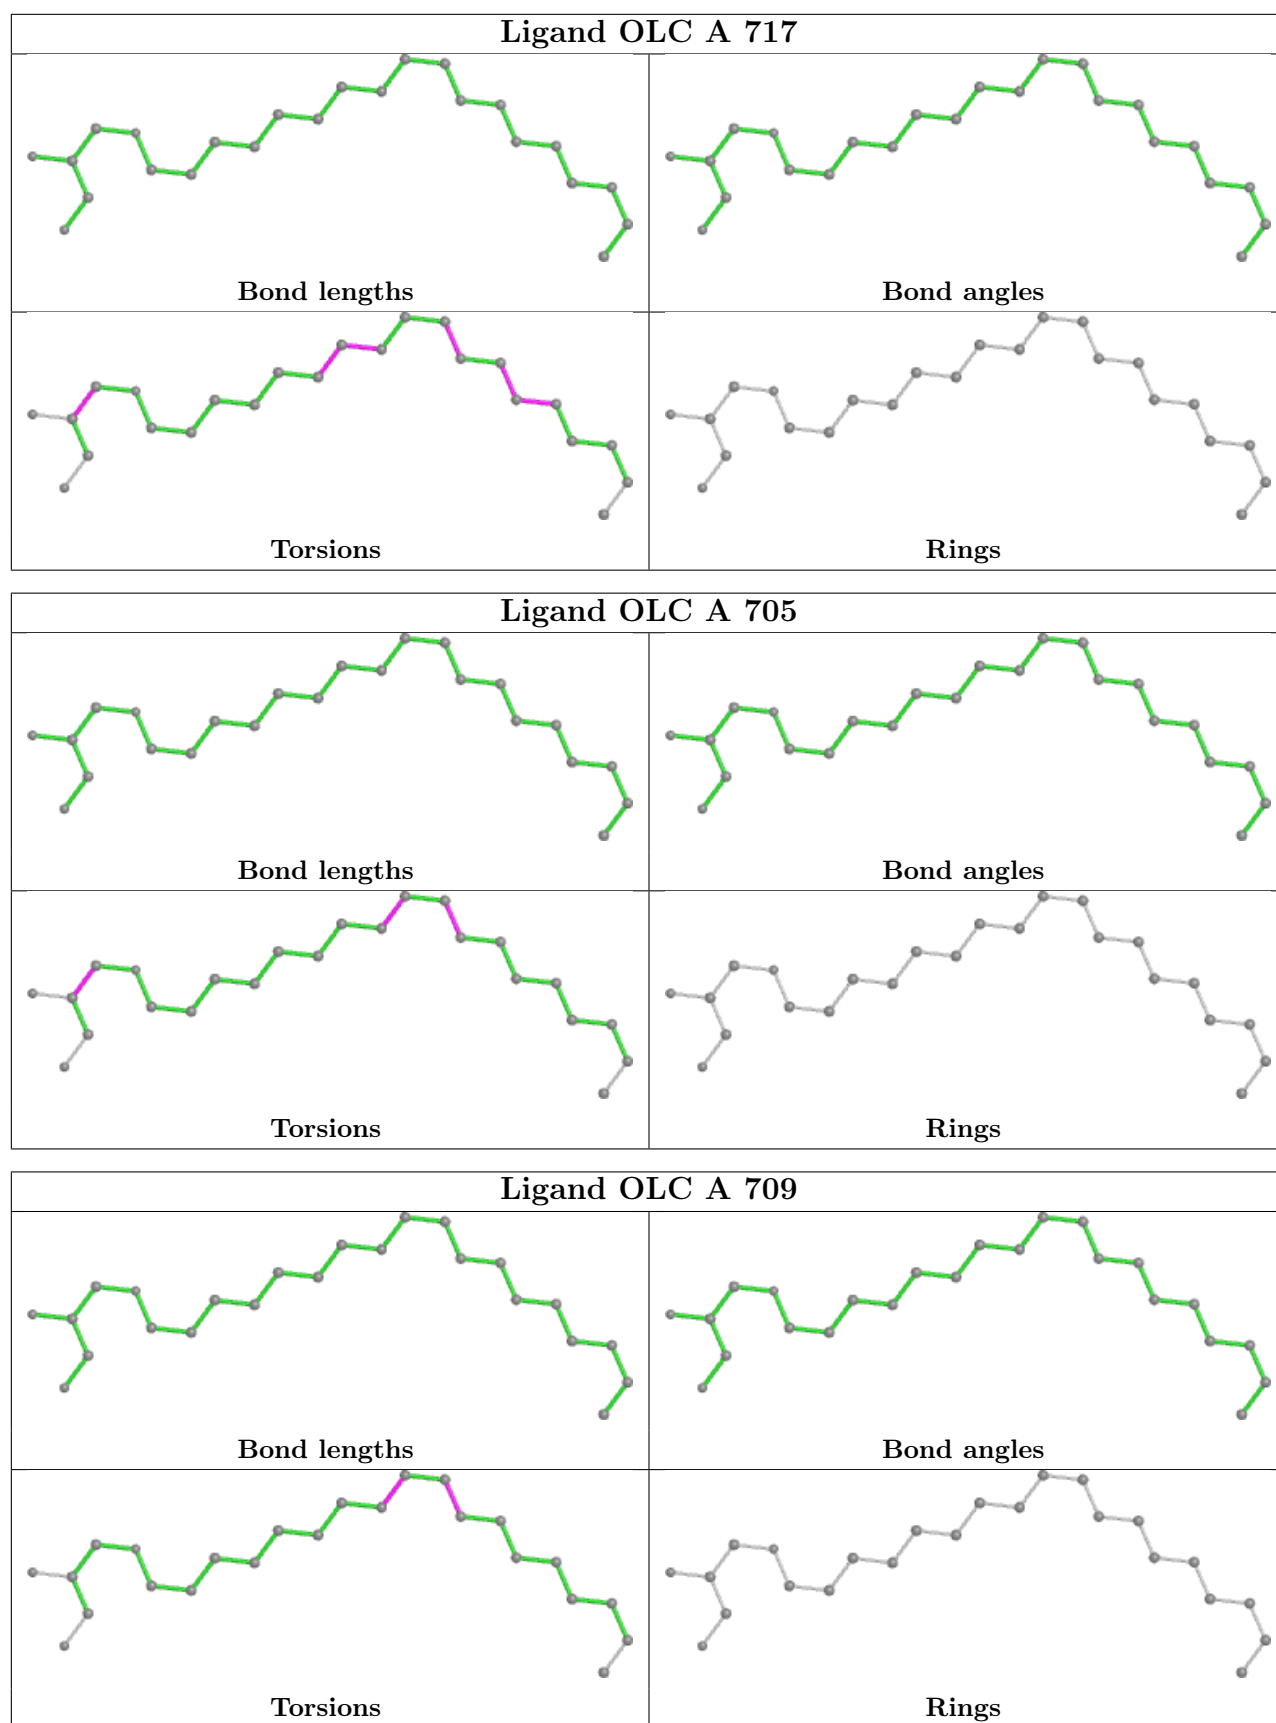 Ligand OLC A 717
Bond lengths
Bond angles
Torsions
Rings
Ligand OLC A 705
Bond lengths
Bond angles
Torsions
Rings
Ligand OLC A 709
Bond lengths
Bond angles
Torsions
Rings